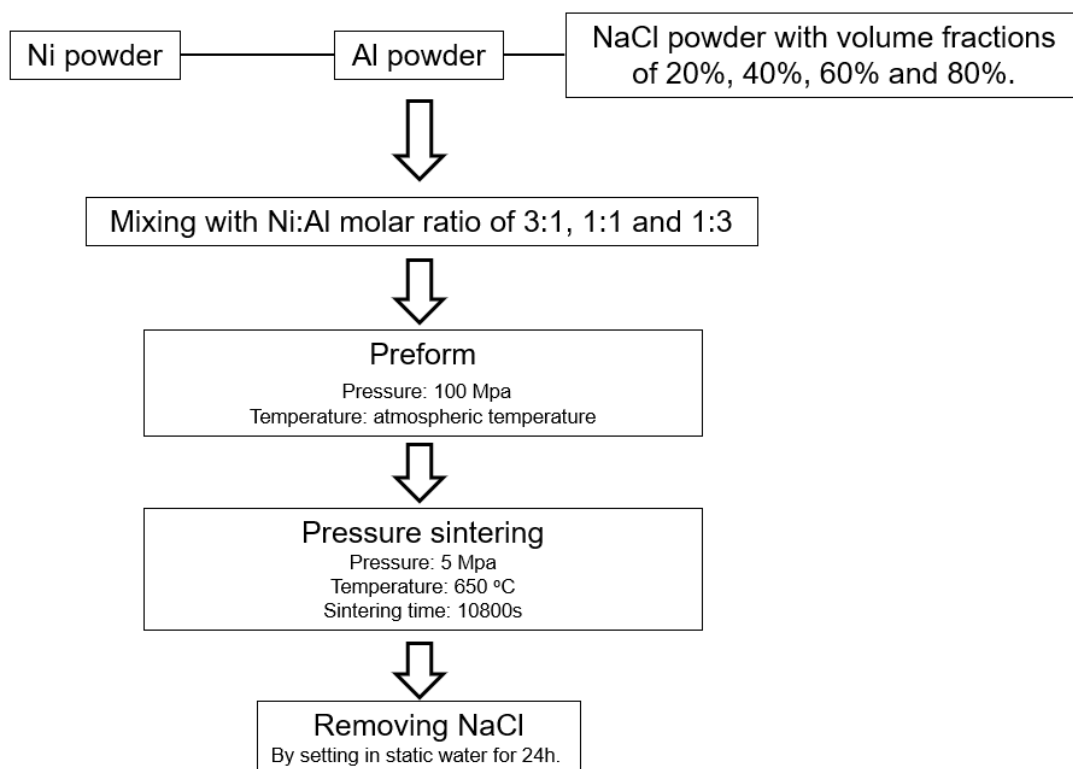 Ni powder
Al powder
NaCl powder with volume fractions
of 20%, 40%, 60% and 80%.
Mixing with Ni:Al molar ratio of 3:1, 1:1 and 1:3
Preform
Pressure: 100 Mpa
Temperature: atmospheric temperature
Pressure sintering
Pressure: 5 Mpa
Temperature: 650 ºC
Sintering time: 10800s
Removing NaCl
By setting in static water for 24h.